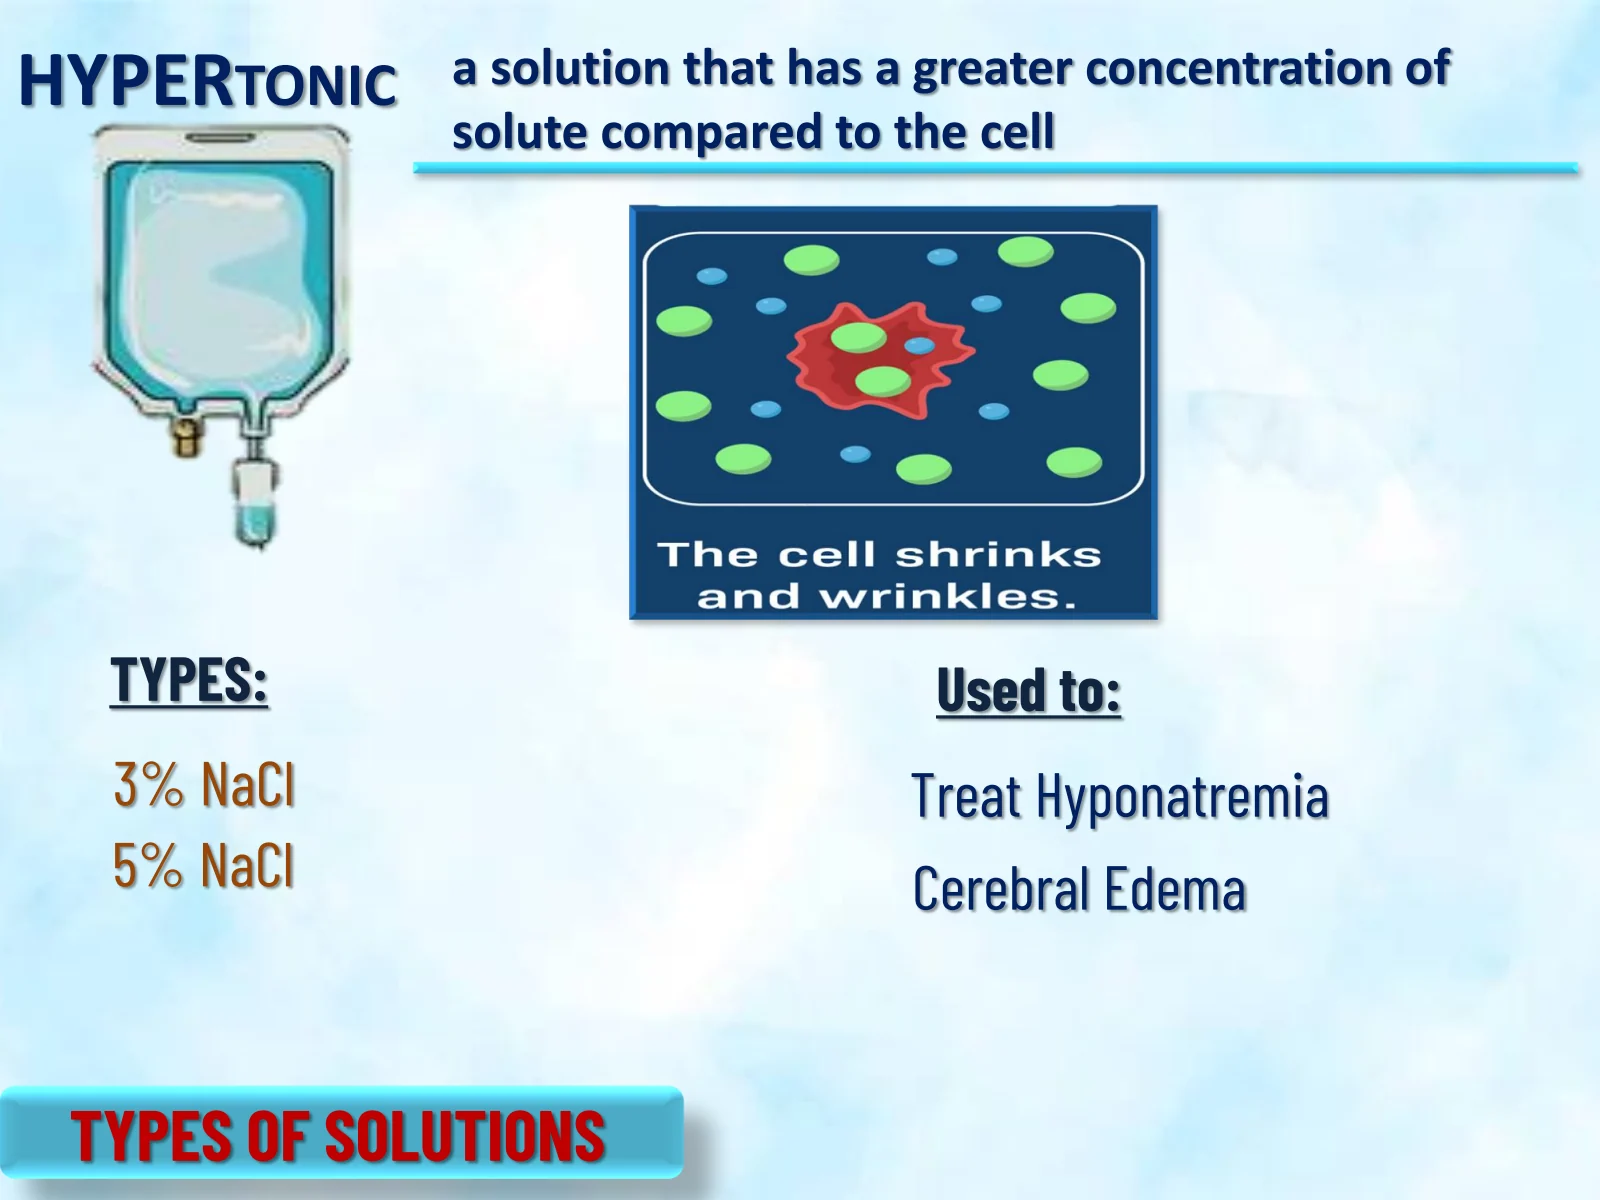 HYPERTONIC
a solution that has a greater concentration of
solute compared to the cell
The cell shrinks
and wrinkles.
TYPES:
3% NaCl
5% NaCl
Used to:
Treat Hyponatremia
Cerebral Edema
TYPES OF SOLUTIONS